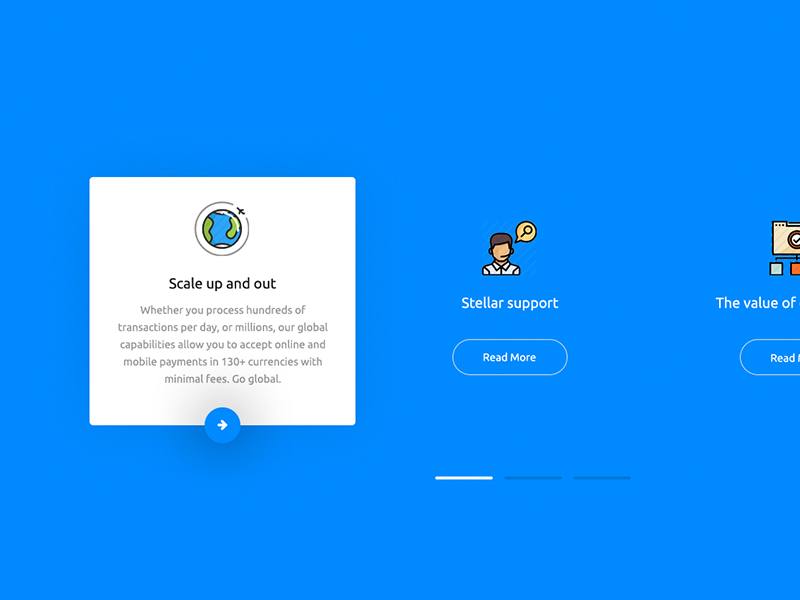 Scale up and out
Whether you process hundreds of
transactions per day, or millions, our global
capabilities allow you to accept online and
mobile payments in 130+ currencies with
minimal fees. Go global.
Stellar support
Read More
The value of
Read